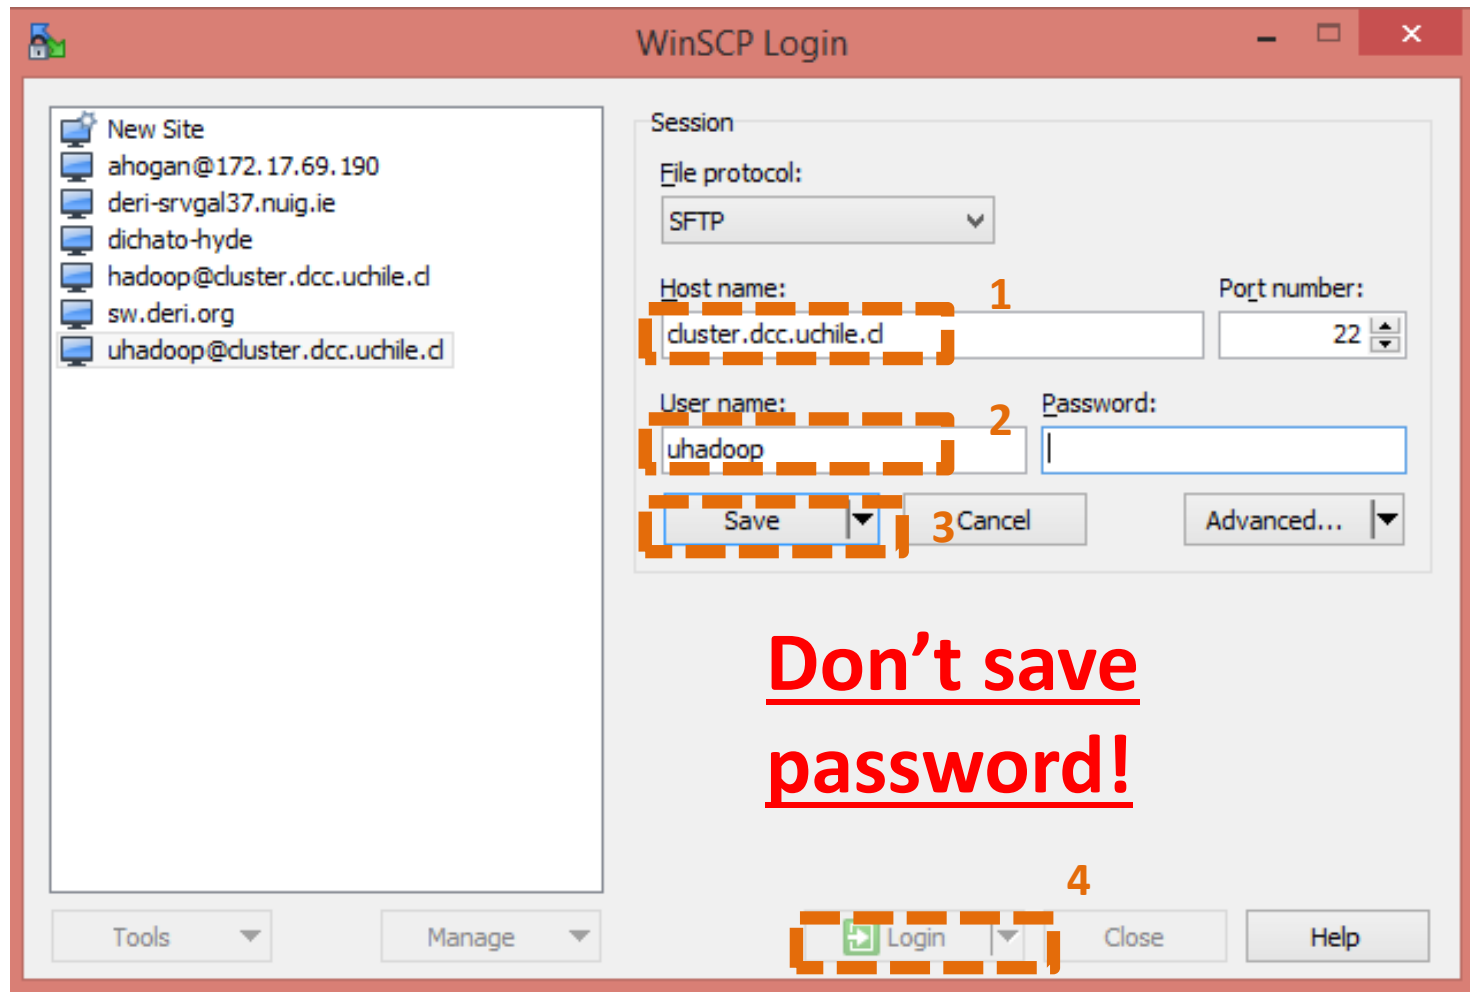 WinSCP Login
New Site
ahogan@172.17.69.190
deri-srvgal37.nuig.ie
dichato-hyde
hadoop@cluster.dcc.uchile.cl
sw.deri.org
uhadoop@cluster.dcc.uchile.cl
Session
File protocol:
SFTP
Host name:
1
Port number:
cluster.dcc.uchile.cl
22
User name:
2
Password:
uhadoop
Save
3
Cancel
Advanced...
Don't save
password!
4
Tools
Manage
Login
Close
Help